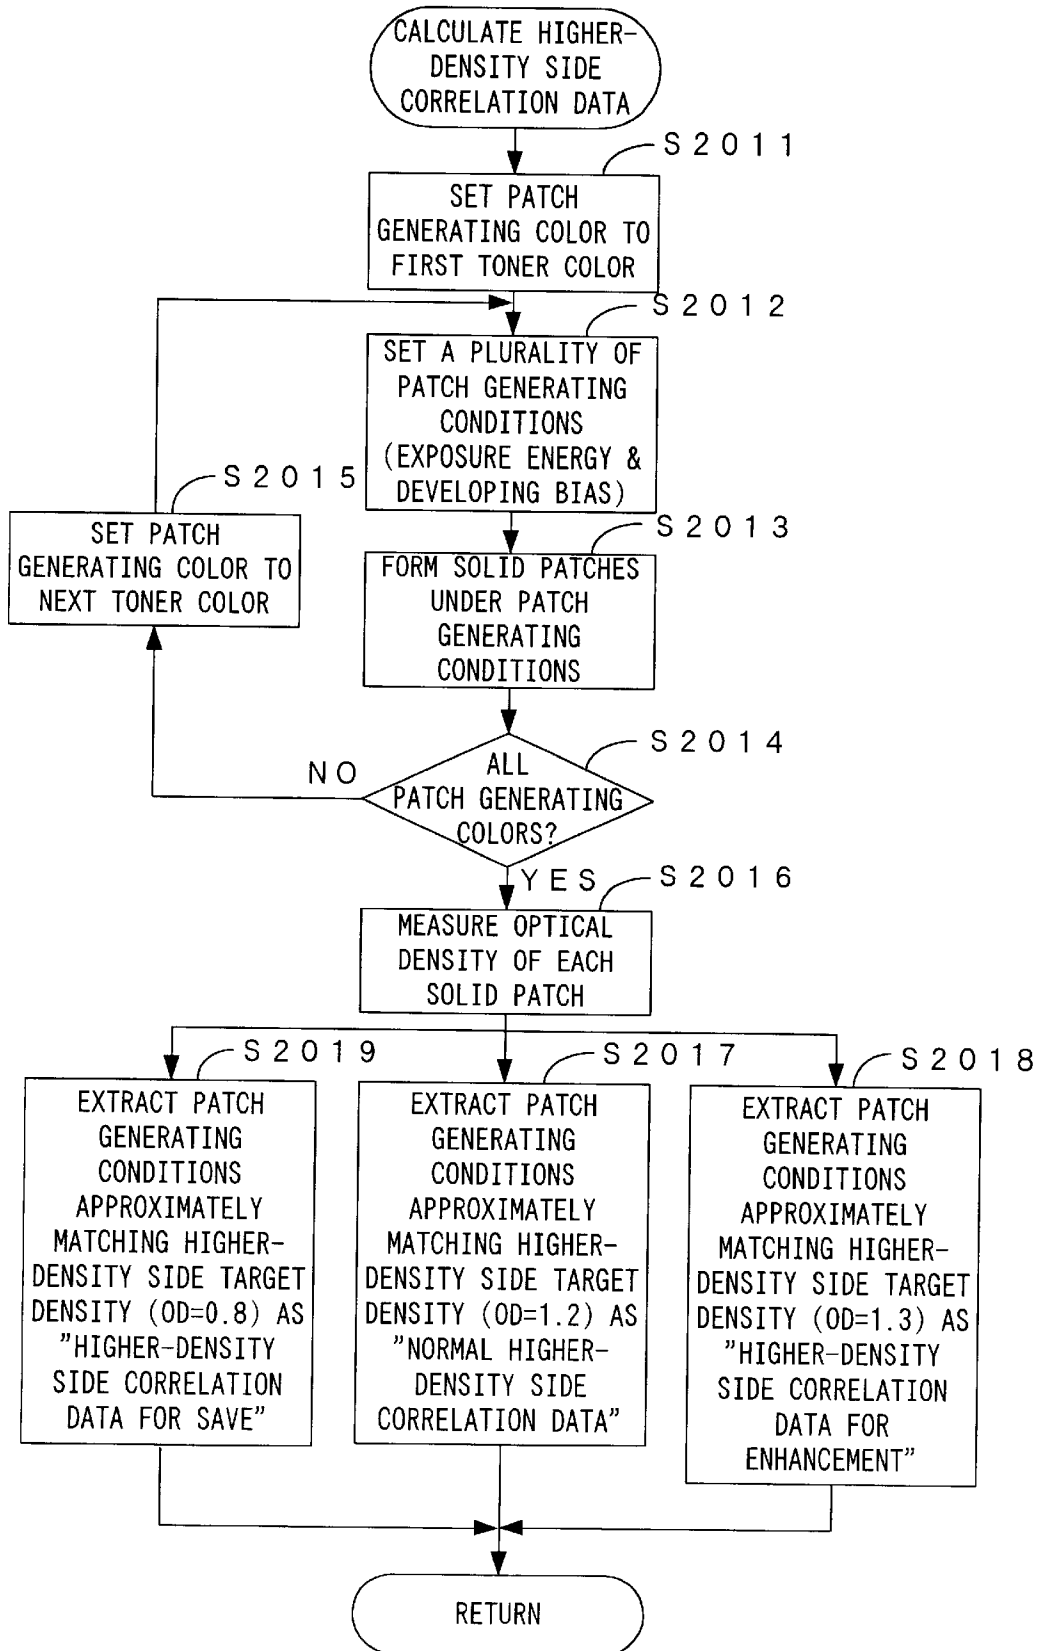 CALCULATE HIGHER-
DENSITY SIDE
CORRELATION DATA
S2011
SET PATCH
GENERATING COLOR TO
FIRST TONER COLOR
S2012
SET A PLURALITY OF
PATCH GENERATING
CONDITIONS
(EXPOSURE ENERGY &
DEVELOPING BIAS)
S2015
SET PATCH
GENERATING COLOR TO
NEXT TONER COLOR
S2013
FORM SOLID PATCHES
UNDER PATCH
GENERATING
CONDITIONS
S2014
ALL
PATCH GENERATING
COLORS?
NO
YES
S2016
MEASURE OPTICAL
DENSITY OF EACH
SOLID PATCH
S2019
EXTRACT PATCH
GENERATING
CONDITIONS
APPROXIMATELY
MATCHING HIGHER-
DENSITY SIDE TARGET
DENSITY (OD=0.8) AS
"HIGHER-DENSITY
SIDE CORRELATION
DATA FOR SAVE"
S2017
EXTRACT PATCH
GENERATING
CONDITIONS
APPROXIMATELY
MATCHING HIGHER-
DENSITY SIDE TARGET
DENSITY (OD=1.2) AS
"NORMAL HIGHER-
DENSITY SIDE
CORRELATION DATA"
S2018
EXTRACT PATCH
GENERATING
CONDITIONS
APPROXIMATELY
MATCHING HIGHER-
DENSITY SIDE TARGET
DENSITY (OD=1.3) AS
"HIGHER-DENSITY
SIDE CORRELATION
DATA FOR
ENHANCEMENT"
RETURN